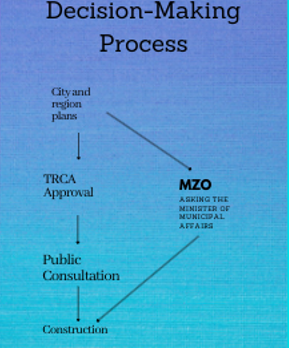 Decision-Making
Process
City and
region
plans
TRCA
Approval
MZO
ASKING THE
MINISTER OF
MUNICIPAL
AFFAIRS
Public
Consultation
Construction